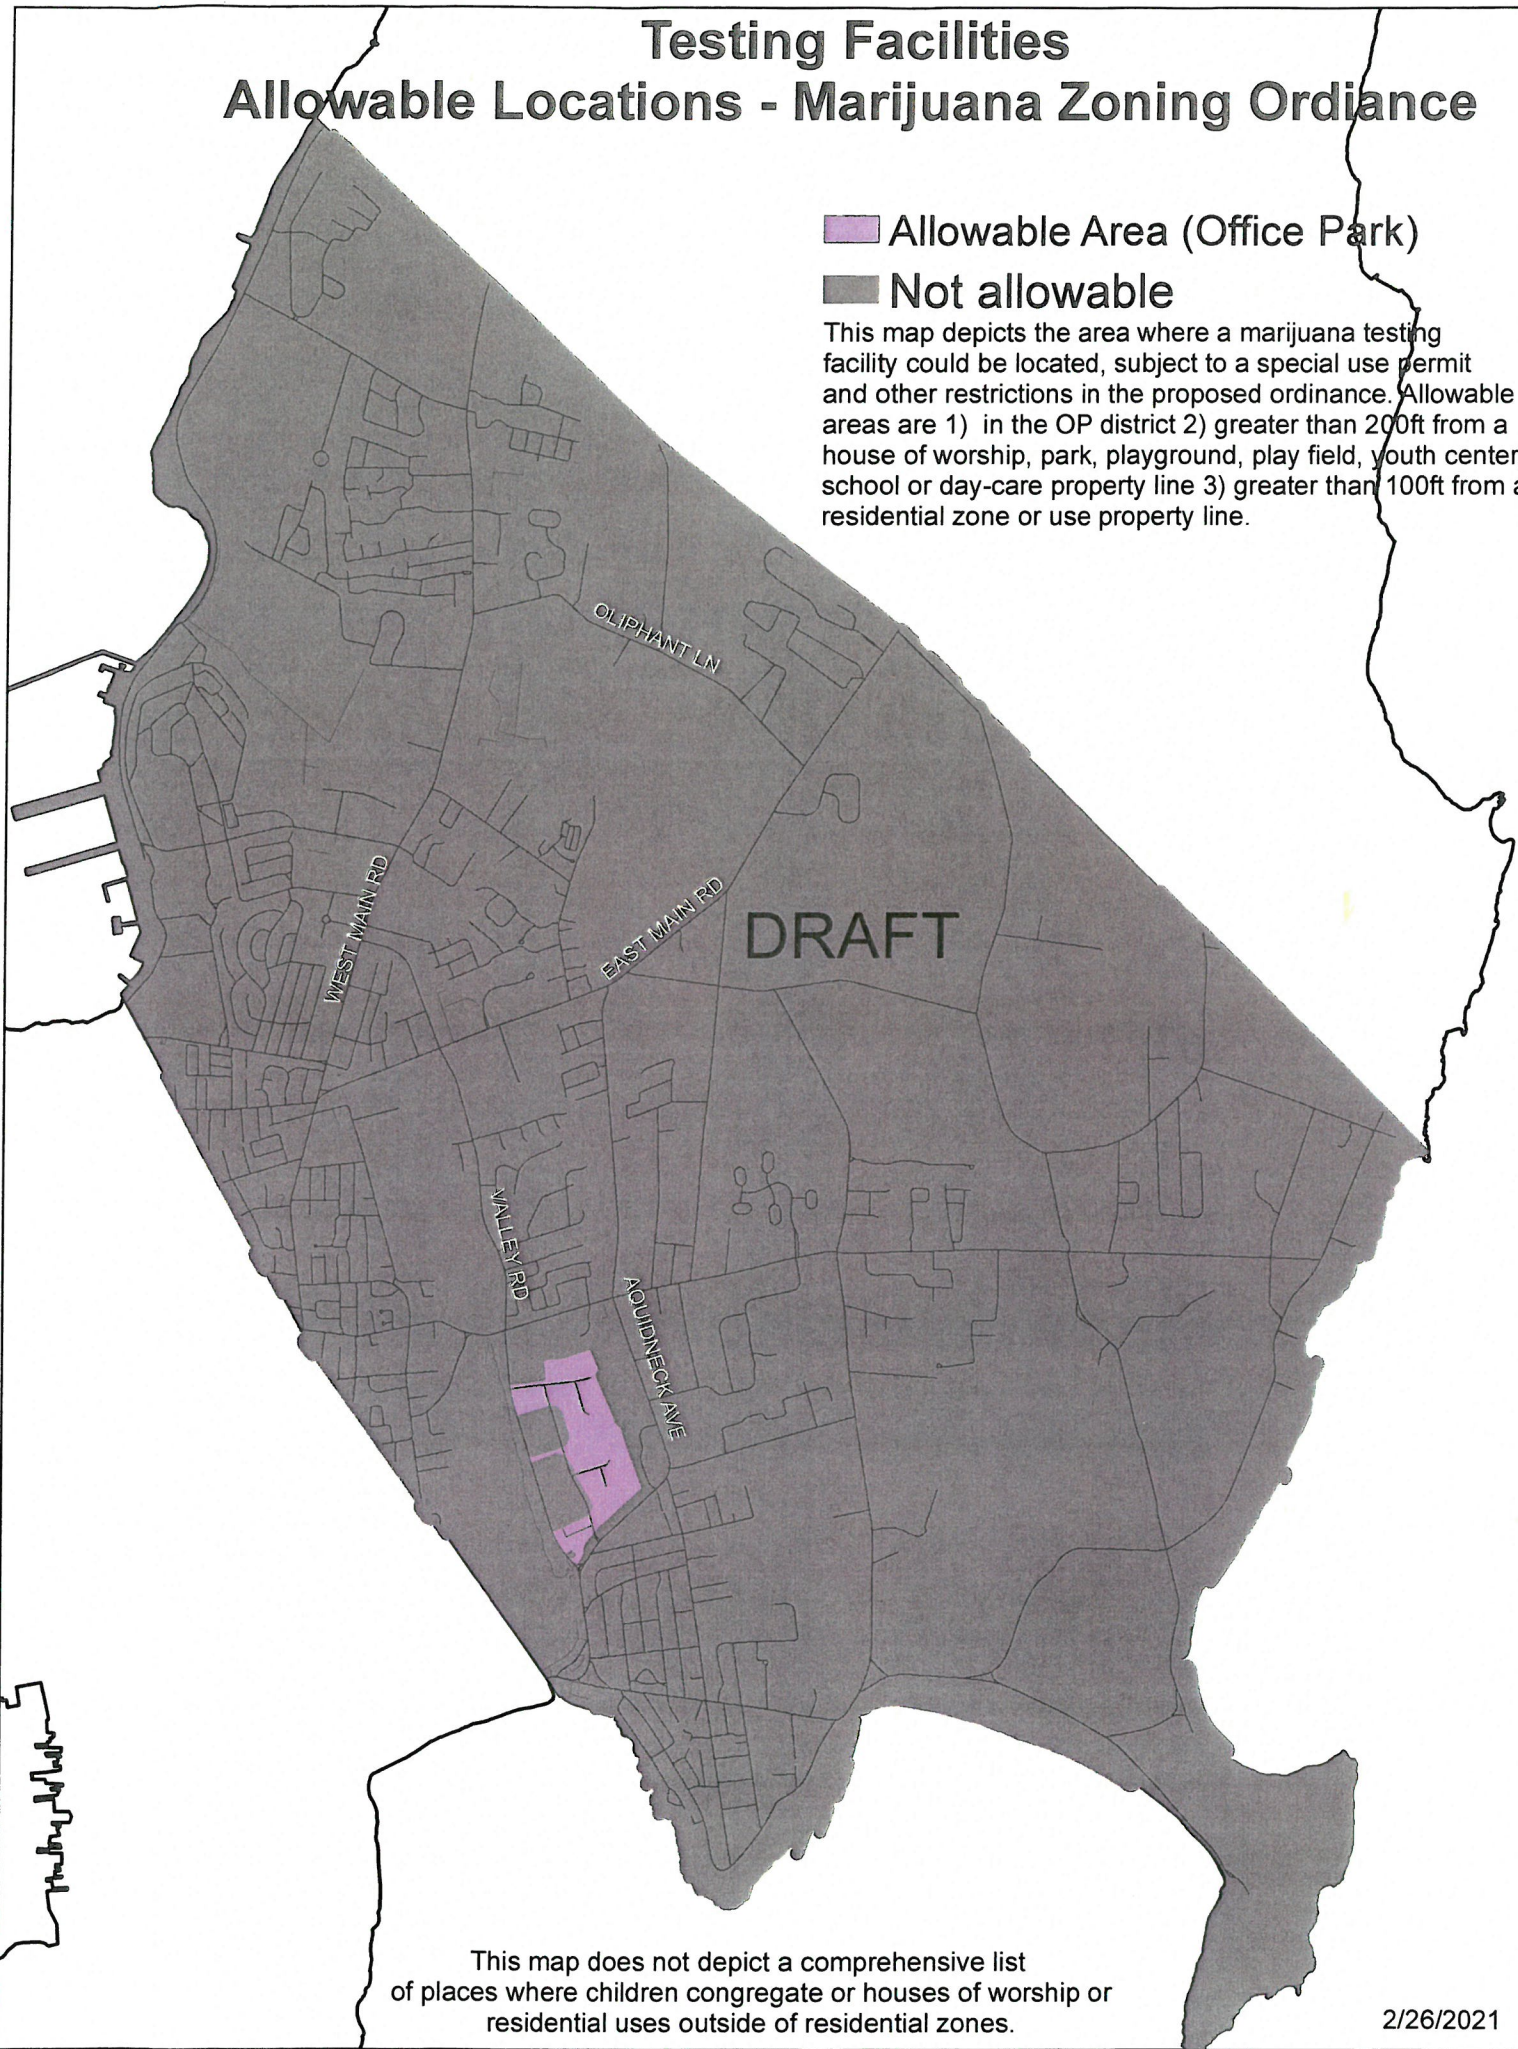 Testing Facilities
Allowable Locations - Marijuana Zoning Ordiance
Allowable Area (Office Park)
Not allowable
This map depicts the area where a marijuana testing
facility could be located, subject to a special use permit
and other restrictions in the proposed ordinance. Allowable
areas are 1) in the OP district 2) greater than 200ft from a
house of worship, park, playground, play field, youth center
school or day-care property line 3) greater than 100ft from a
residential zone or use property line.
OLIPHANT LN
WEST MAIN RD
EAST MAIN RD
DRAFT
VALLEY RD
AQUIDNECK AVE
This map does not depict a comprehensive list
of places where children congregate or houses of worship or
residential uses outside of residential zones.
2/26/2021